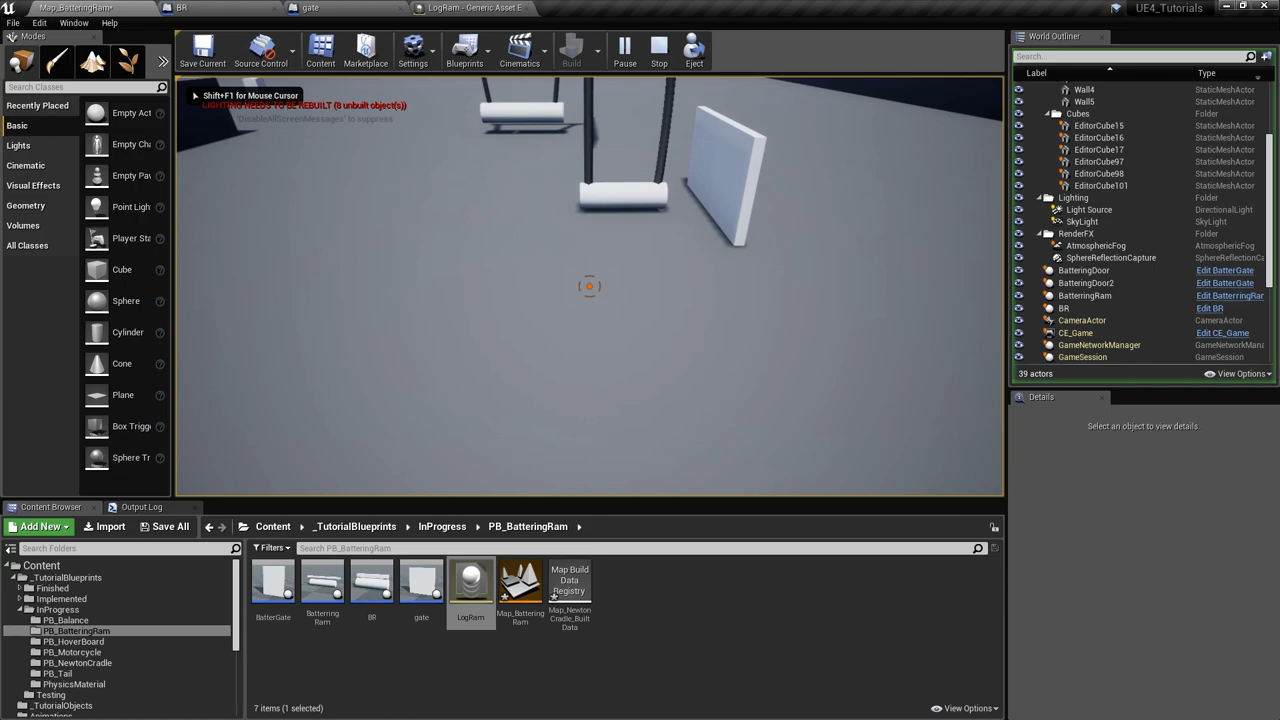 Map_BatteringRam*
BR
gate
LogRam - Generic Asset E
UE4_Tutorials
File
Edit
Window
Help
Modes
Search Classes
Recently Placed
Basic
Lights
Cinematic
Visual Effects
Geometry
Volumes
All Classes
Empty Act
Empty Cha
Empty Paw
Point Ligh
Player Sta
Cube
Sphere
Cylinder
Cone
Plane
Box Trigge
Sphere Tr
Save Current
Source Control
Content
Marketplace
Settings
Blueprints
Cinematics
Build
Pause
Stop
Eject
Shift+F1 for Mouse Cursor
LIGHTING NEEDS TO BE REBUILT (8 unbuilt object(s))
'DisableAllScreenMessages' to suppress
World Outliner
Search...
Label
Type
Wall4 StaticMeshActor
Wall5 StaticMeshActor
Cubes Folder
EditorCube15 StaticMeshActor
EditorCube16 StaticMeshActor
EditorCube17 StaticMeshActor
EditorCube97 StaticMeshActor
EditorCube98 StaticMeshActor
EditorCube101 StaticMeshActor
Lighting Folder
Light Source DirectionalLight
SkyLight SkyLight
RenderFX Folder
AtmosphericFog AtmosphericFog
SphereReflectionCapture SphereReflectionCa
BatteringDoor Edit BatterGate
BatteringDoor2 Edit BatterGate
BatterringRam Edit BatterringRar
BR Edit BR
CameraActor CameraActor
CE_Game Edit CE_Game
GameNetworkManager GameNetworkMana
GameSession GameSession
39 actors
View Options
Details
Select an object to view details.
Content Browser
Output Log
Add New
Import
Save All
Content
_TutorialBlueprints
InProgress
PB_BatteringRam
Search Folders
Filters
Search PB_BatteringRam
Content
_TutorialBlueprints
Finished
Implemented
InProgress
PB_Balance
PB_BatteringRam
PB_HoverBoard
PB_Motorcycle
PB_NewtonCradle
PB_Tail
PhysicsMaterial
Testing
_TutorialObjects
Animations
BatterGate
Batterring
Ram
BR
gate
LogRam
Map_Battering
Ram
Map Build
Data
Registry
Map_Newton
Cradle_Built
Data
7 items (1 selected)
View Options